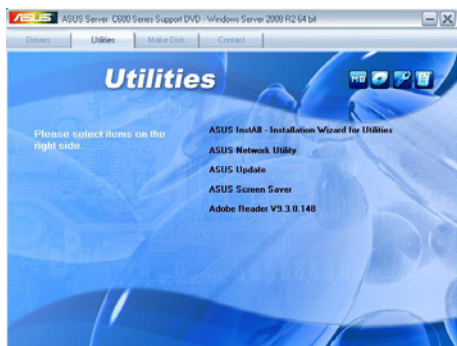 ASUS ASUS Server C600 Series Support DVD - Windows Server 2008 R2 64 bit
Drivers Utilities Make Disk Contact
Utilities
MB
Please select items on the
right side.
ASUS InstAll - Installation Wizard for Utilities
ASUS Network Utility
ASUS Update
ASUS Screen Saver
Adobe Reader V9.3.0.148